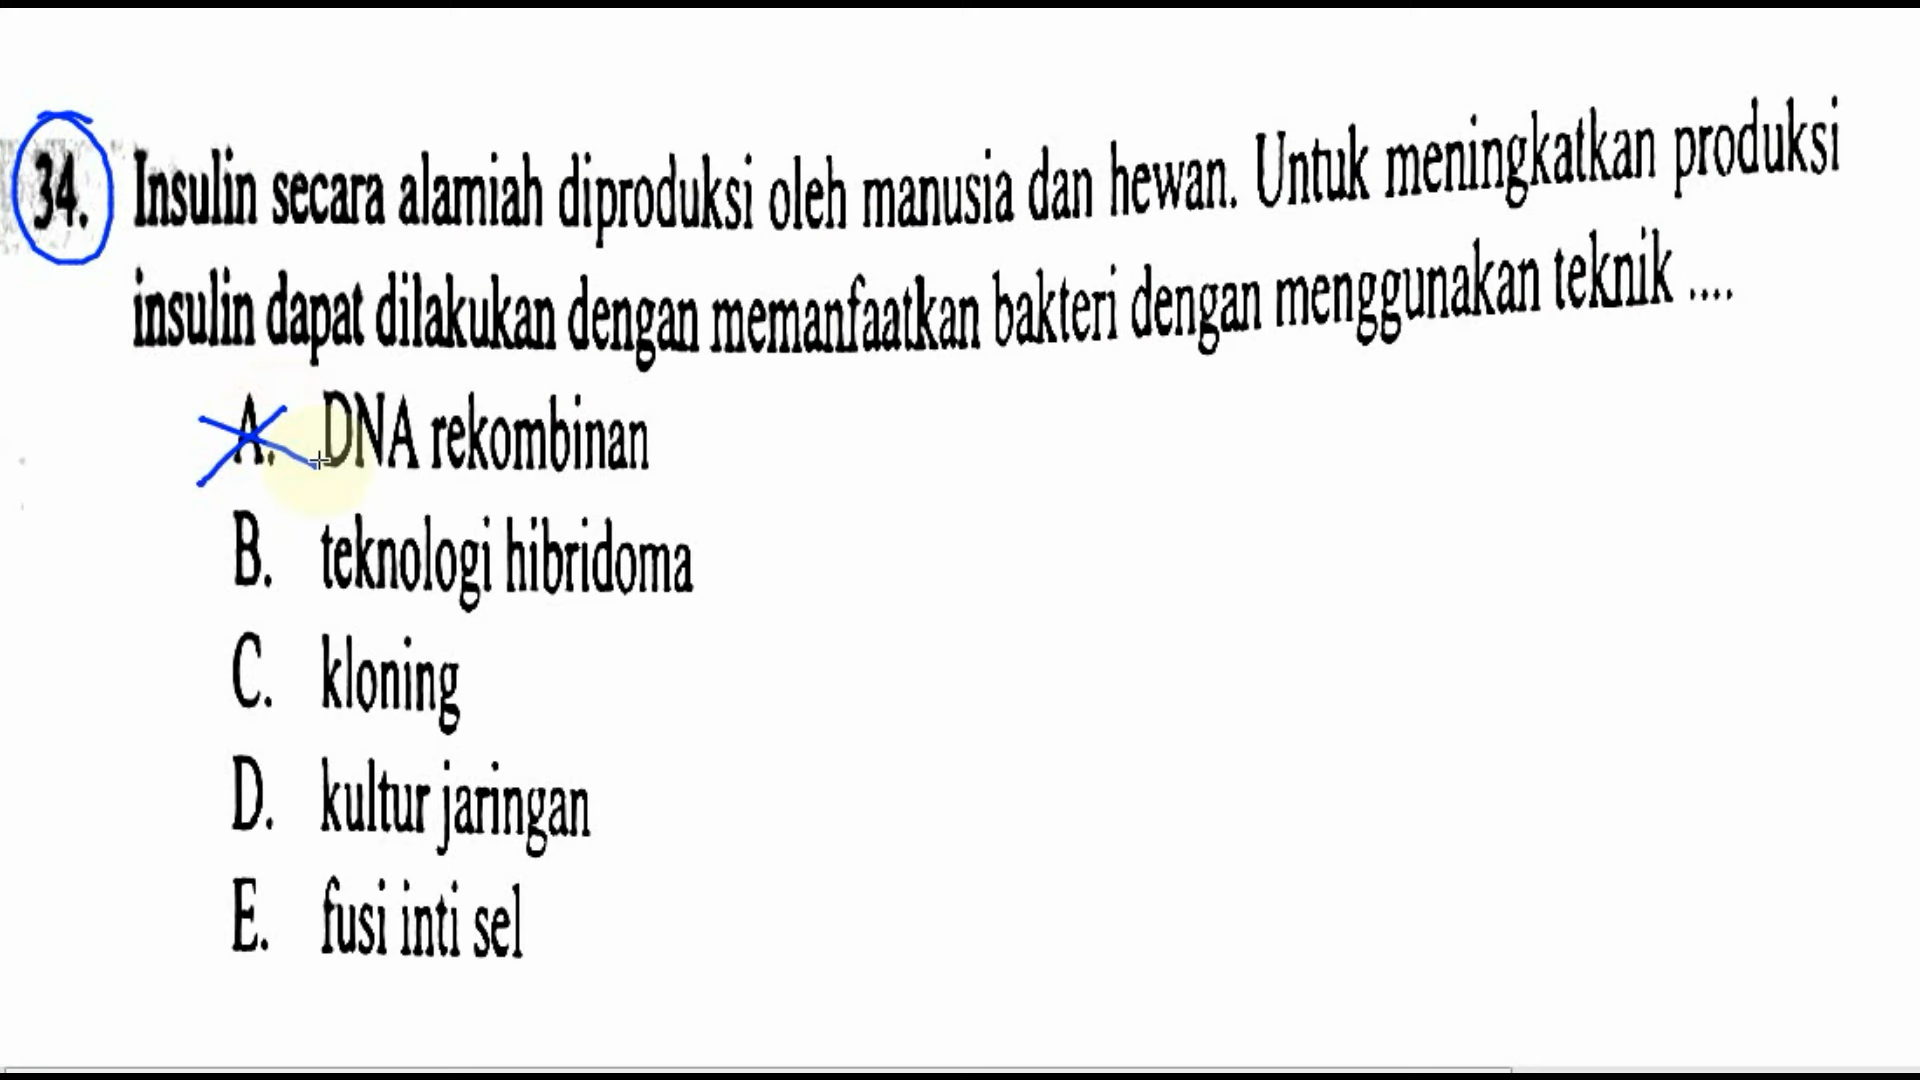 34. Insulin secara alamiah diproduksi oleh manusia dan hewan. Untuk meningkatkan produksi
insulin dapat dilakukan dengan memanfaatkan bakteri dengan menggunakan teknik ....
A. DNA rekombinan
B. teknologi hibridoma
C. kloning
D. kultur jaringan
E. fusi inti sel